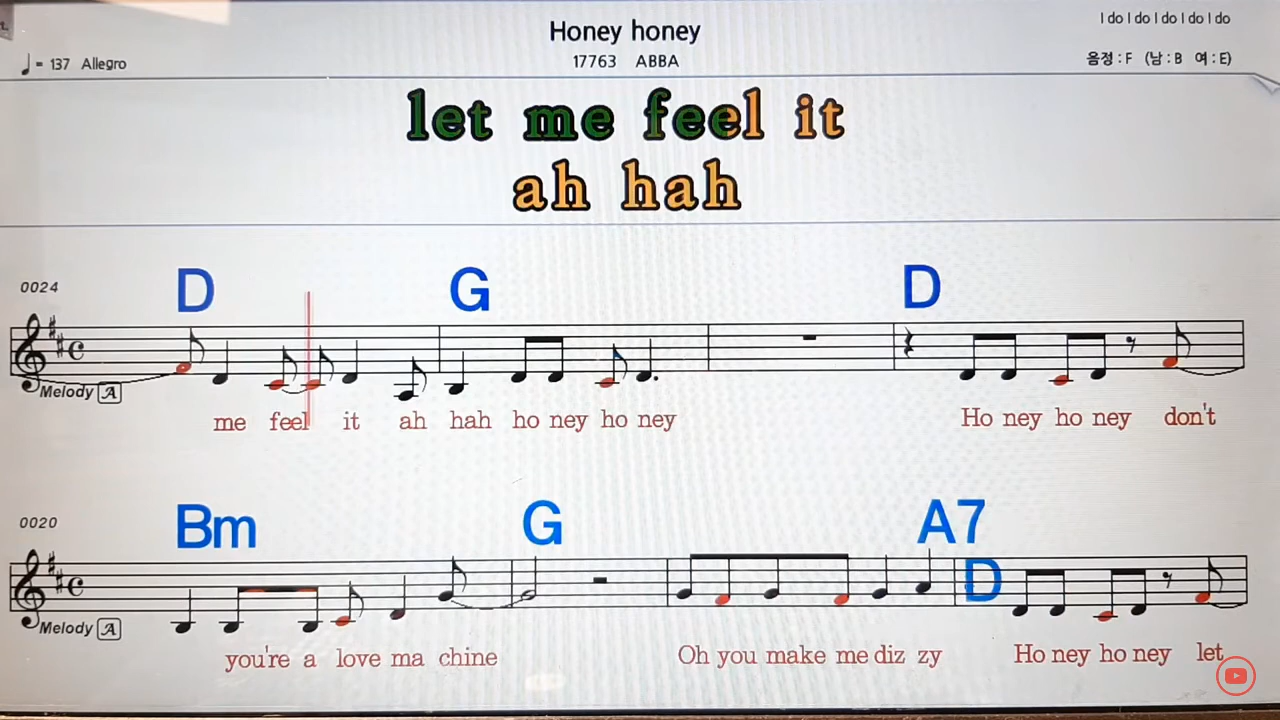 t.
Honey honey
I do I do I do I do I do
♩ = 137 Allegro
17763 ABBA
음정 : F (남 : B 여 : E)
let me feel it
ah hah
0024
D G D
Melody A
me feel it ah hah ho ney ho ney Ho ney ho ney don't
0020
Bm G A7
D
Melody A
you're a love ma chine Oh you make me diz zy Ho ney ho ney let